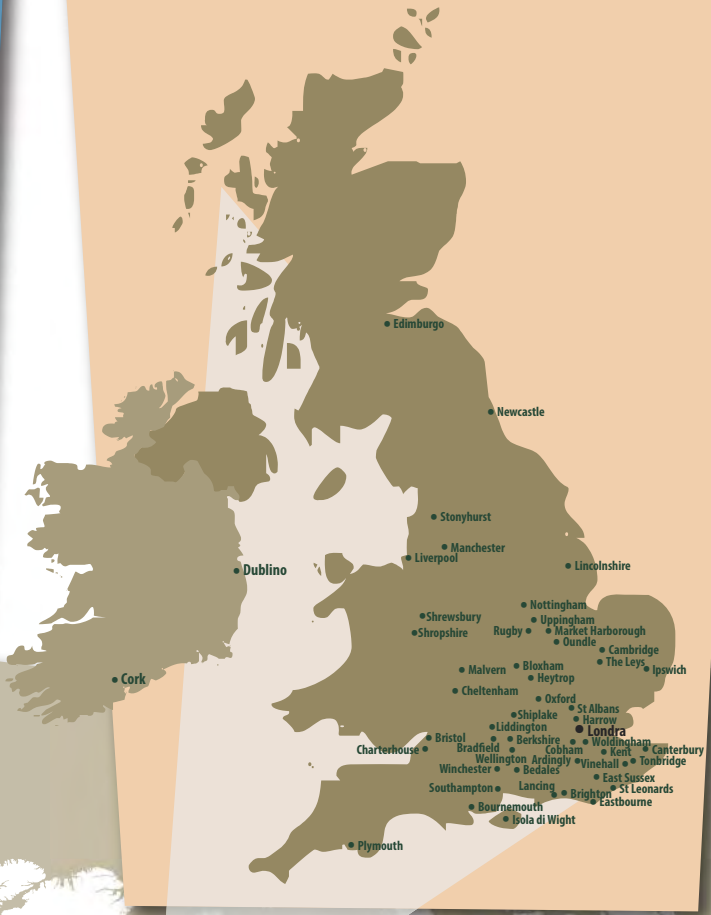 Edimburgo
Newcastle
Stonyhurst
Manchester
Liverpool
Lincolnshire
Dublino
Nottingham
Shrewsbury
Uppingham
Shropshire
Rugby
Market Harborough
Oundle
Cambridge
The Leys
Bloxham
Ipswich
Malvern
Heytrop
Cork
Cheltenham
Oxford
St Albans
Shiplake
Harrow
Liddington
Londra
Bristol
Berkshire
Woldingham
Charterhouse
Bradfield
Cobham
Kent
Canterbury
Wellington
Ardingly
Vinehall
Tonbridge
Winchester
Bedales
East Sussex
Southampton
Lancing
Brighton
St Leonards
Eastbourne
Bournemouth
Isola di Wight
Plymouth